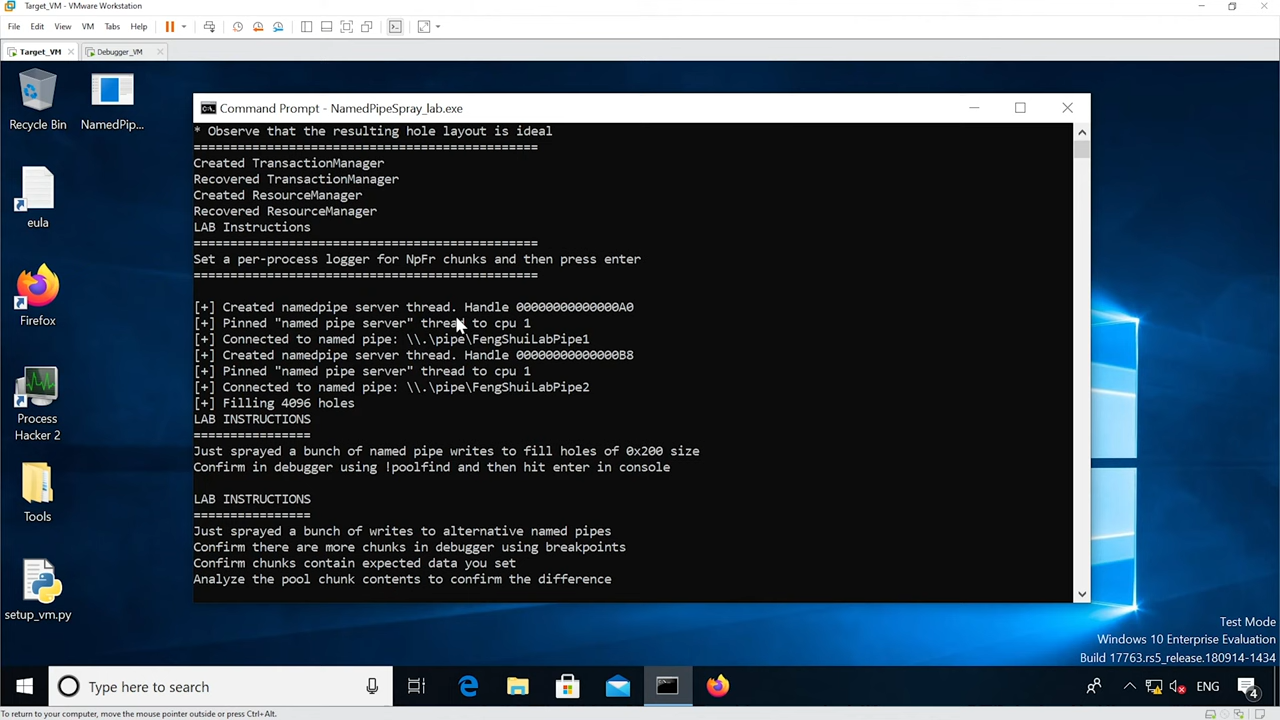 Target_VM - VMware Workstation
File Edit View VM Tabs Help
Target_VM Debugger_VM
Recycle Bin
NamedPip...
eula
Firefox
Process
Hacker 2
Tools
setup_vm.py
Command Prompt - NamedPipeSpray_lab.exe
* Observe that the resulting hole layout is ideal
===============================================
Created TransactionManager
Recovered TransactionManager
Created ResourceManager
Recovered ResourceManager
LAB Instructions
===============================================
Set a per-process logger for NpFr chunks and then press enter
===============================================
[+] Created namedpipe server thread. Handle 00000000000000A0
[+] Pinned "named pipe server" thread to cpu 1
[+] Connected to named pipe: \\.\pipe\FengShuiLabPipe1
[+] Created namedpipe server thread. Handle 00000000000000B8
[+] Pinned "named pipe server" thread to cpu 1
[+] Connected to named pipe: \\.\pipe\FengShuiLabPipe2
[+] Filling 4096 holes
LAB INSTRUCTIONS
================
Just sprayed a bunch of named pipe writes to fill holes of 0x200 size
Confirm in debugger using !poolfind and then hit enter in console
LAB INSTRUCTIONS
================
Just sprayed a bunch of writes to alternative named pipes
Confirm there are more chunks in debugger using breakpoints
Confirm chunks contain expected data you set
Analyze the pool chunk contents to confirm the difference
Test Mode
Windows 10 Enterprise Evaluation
Build 17763.rs5_release.180914-1434
Type here to search
ENG
4
To return to your computer, move the mouse pointer outside or press Ctrl+Alt.